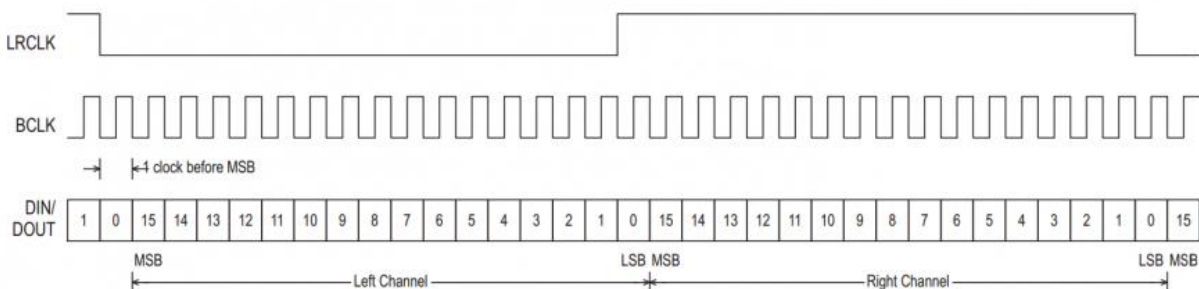 LRCLK
BCLK
1 clock before MSB
DIN/
DOUT
1 0 15 14 13 12 11 10 9 8 7 6 5 4 3 2 1 0 15 14 13 12 11 10 9 8 7 6 5 4 3 2 1 0 15
MSB LSB MSB LSB MSB
Left Channel Right Channel